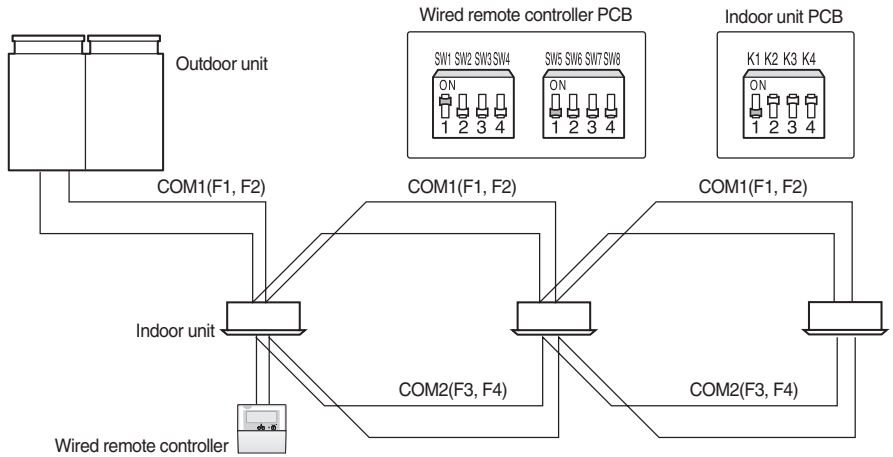 Wired remote controller PCB
Indoor unit PCB
SW1 SW2 SW3 SW4
SW5 SW6 SW7 SW8
K1 K2 K3 K4
ON
ON
ON
1 2 3 4
1 2 3 4
1 2 3 4
Outdoor unit
COM1(F1, F2)
COM1(F1, F2)
COM1(F1, F2)
Indoor unit
COM2(F3, F4)
COM2(F3, F4)
Wired remote controller